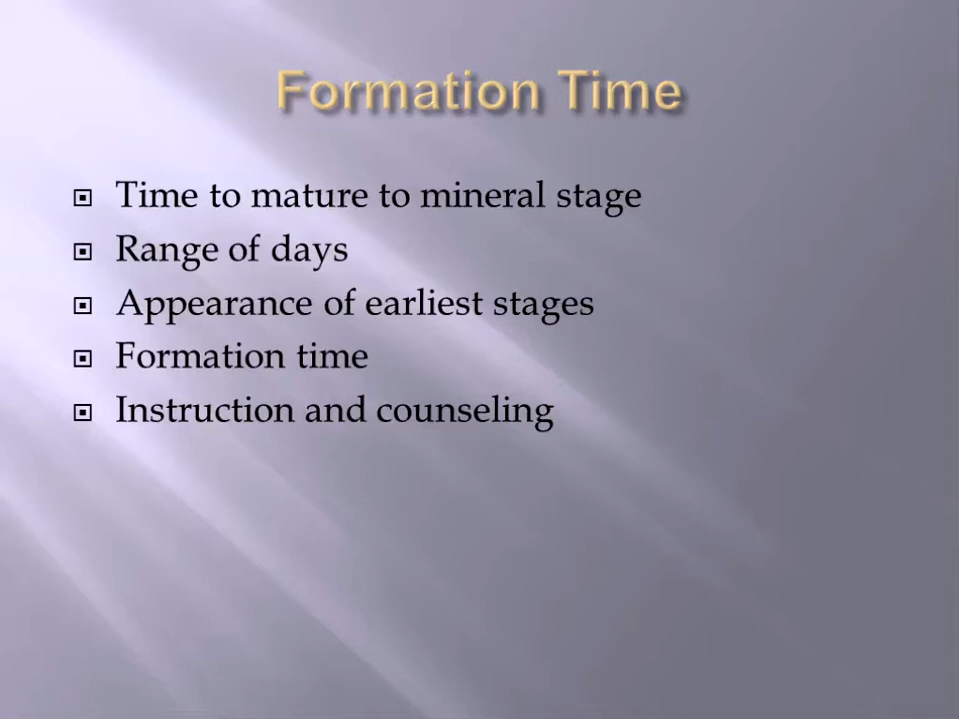 Formation Time
Time to mature to mineral stage
Range of days
Appearance of earliest stages
Formation time
Instruction and counseling